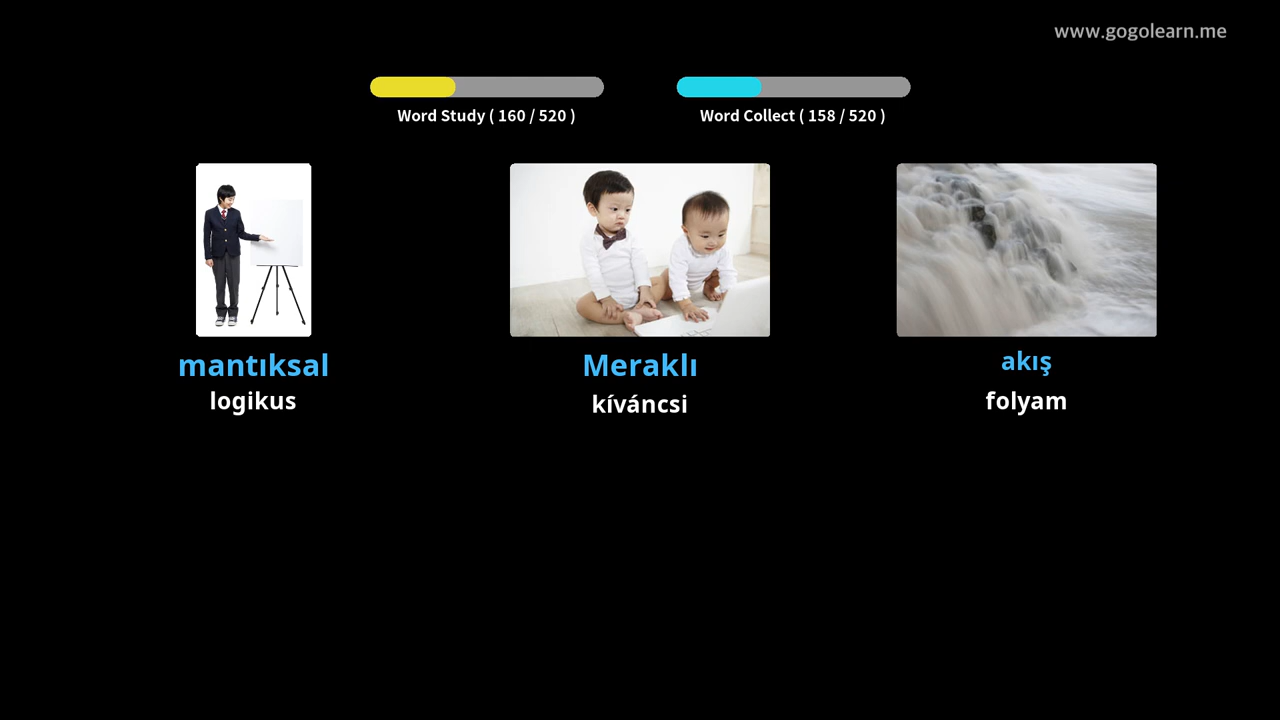 www.gogolearn.me
Word Study ( 160 / 520 )
Word Collect ( 158 / 520 )
mantıksal
logikus
Meraklı
kíváncsi
akış
folyam